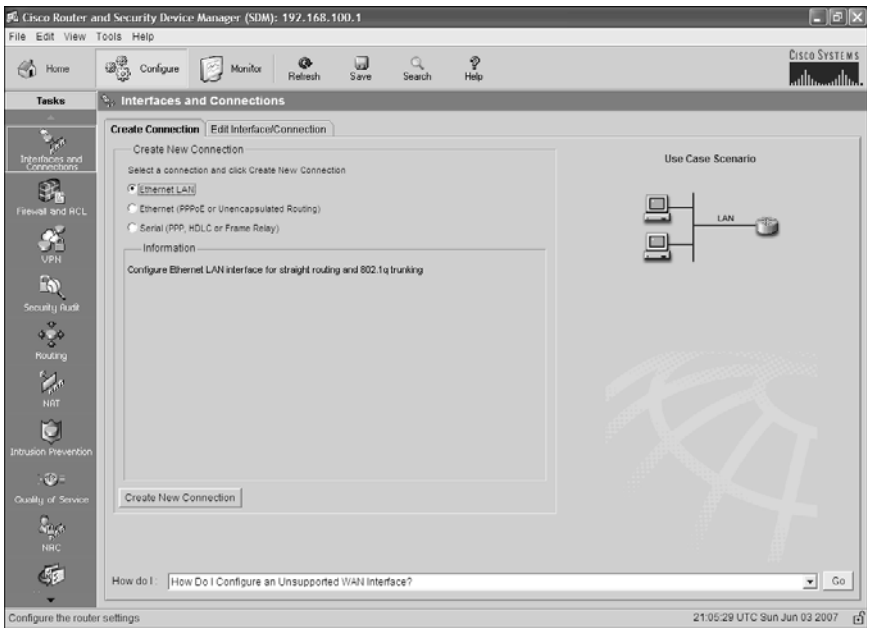 Cisco Router and Security Device Manager (SDM): 192.168.100.1
File Edit View Tools Help
Home Configure Monitor Refresh Save Search Help
CISCO SYSTEMS
Tasks
Interfaces and Connections
Create Connection Edit Interface/Connection
Interfaces and
Connections
Firewall and ACL
VPN
Security Audit
Routing
NAT
Intrusion Prevention
Quality of Service
NAC
Create New Connection
Select a connection and click Create New Connection
Ethernet LAN
Ethernet (PPPoE or Unencapsulated Routing)
Serial (PPP, HDLC or Frame Relay)
Information
Configure Ethernet LAN interface for straight routing and 802.1q trunking
Create New Connection
Use Case Scenario
LAN
How do I: How Do I Configure an Unsupported WAN Interface? Go
Configure the router settings 21:05:29 UTC Sun Jun 03 2007